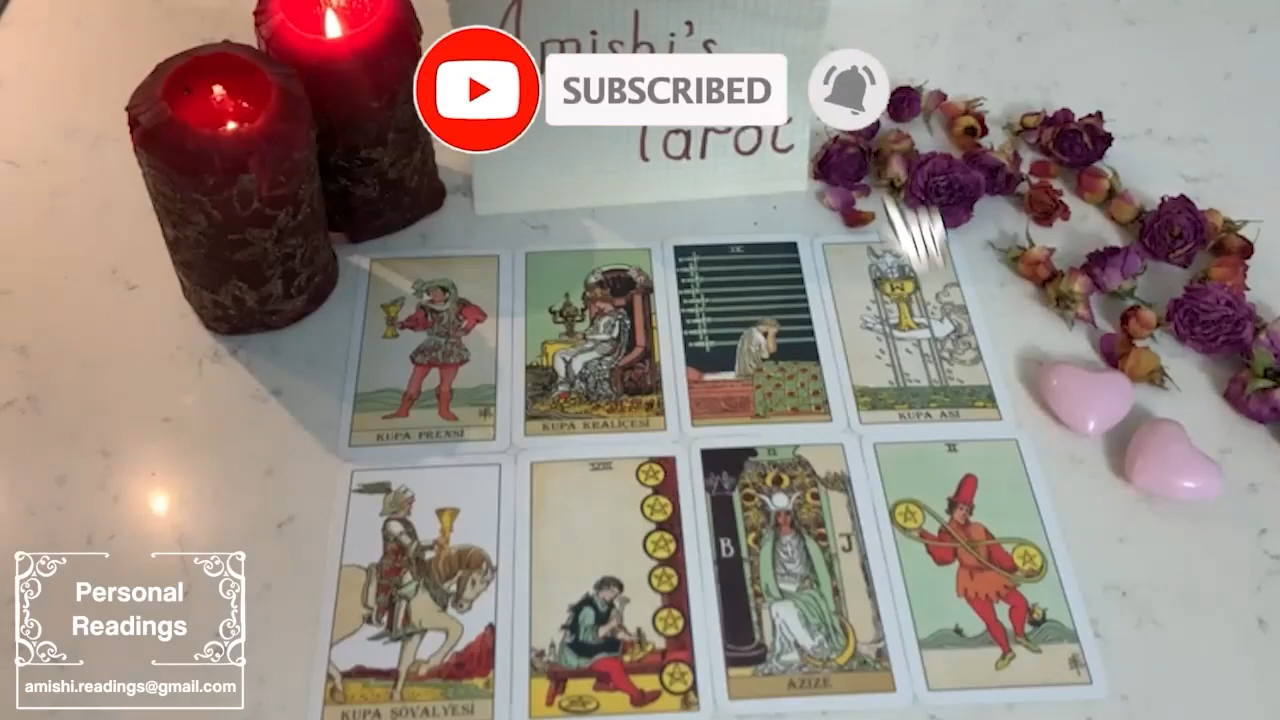 Amishi's
SUBSCRIBED
Tarot
IX
KUPA PRENSİ
KUPA KRALİÇESİ
KUPA ASI
VIII
II
II
B
J
KUPA ŞÖVALYESİ
AZİZE
Personal
Readings
amishi.readings@gmail.com